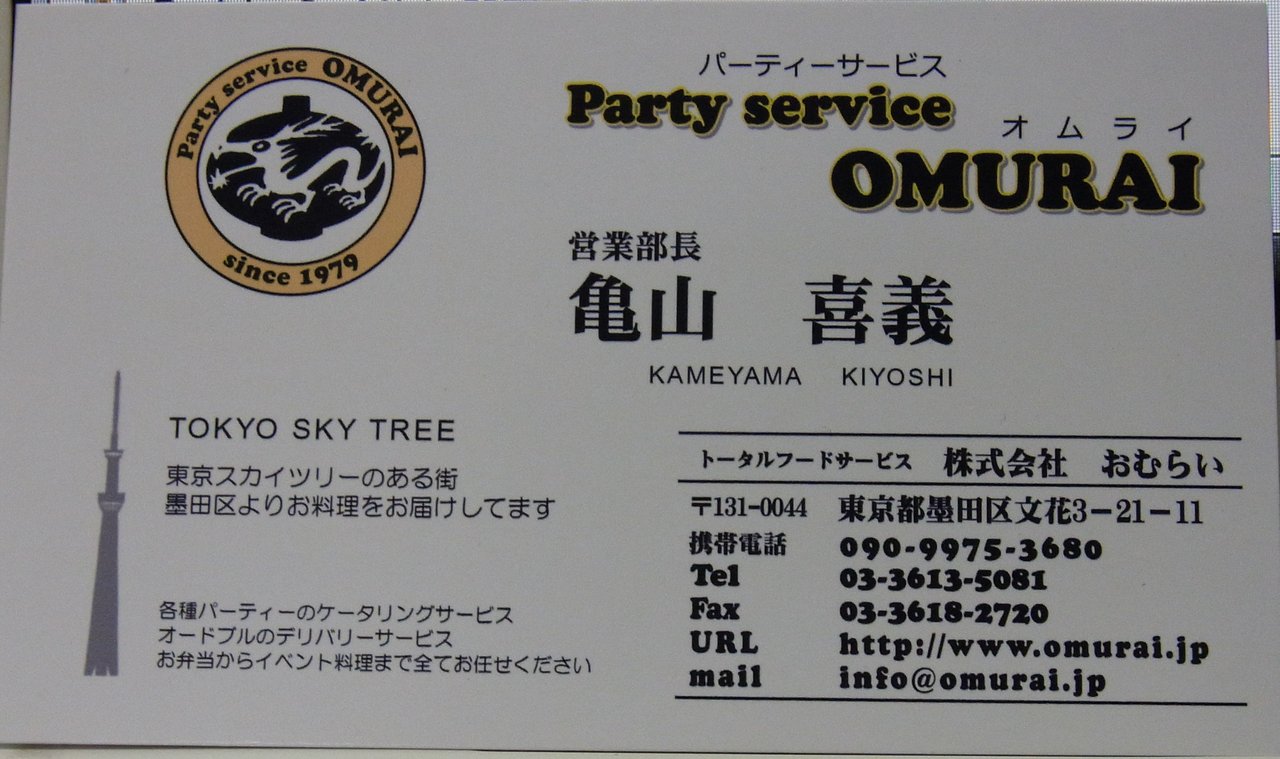 Party service OMURAI
since 1979
パーティーサービス
Party service
オムライ
OMURAI
営業部長
亀山 喜義
KAMEYAMA KIYOSHI
TOKYO SKY TREE
東京スカイツリーのある街
墨田区よりお料理をお届けしてます
各種パーティーのケータリングサービス
オードブルのデリバリーサービス
お弁当からイベント料理まで全てお任せください
トータルフードサービス 株式会社 おむらい
〒131-0044 東京都墨田区文花3-21-11
携帯電話 090-9975-3680
Tel 03-3613-5081
Fax 03-3618-2720
URL http://www.omurai.jp
mail info@omurai.jp